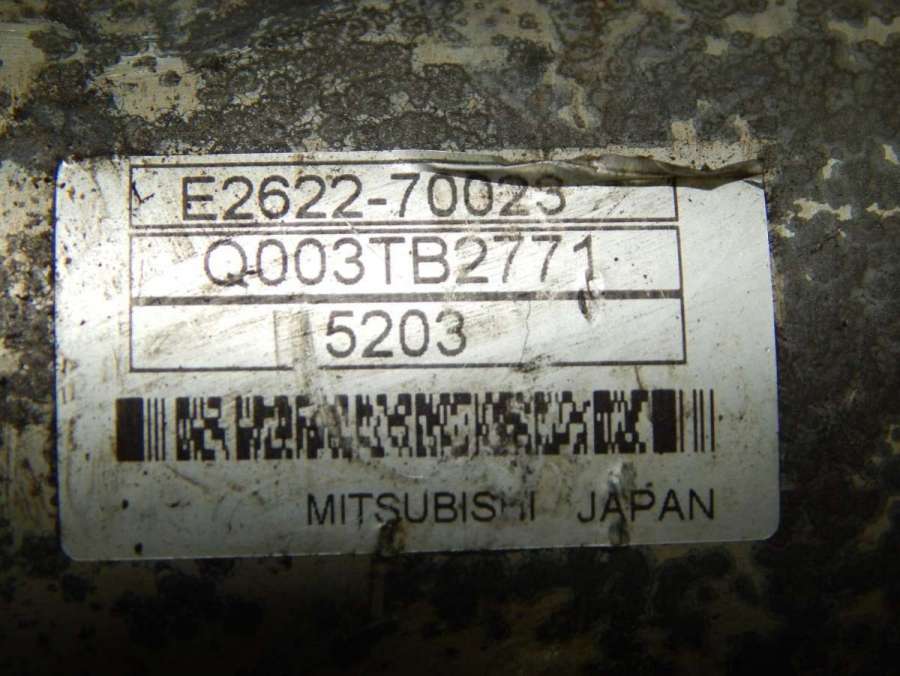 E2622-70023
Q003TB2771
5203
MITSUBISHI JAPAN